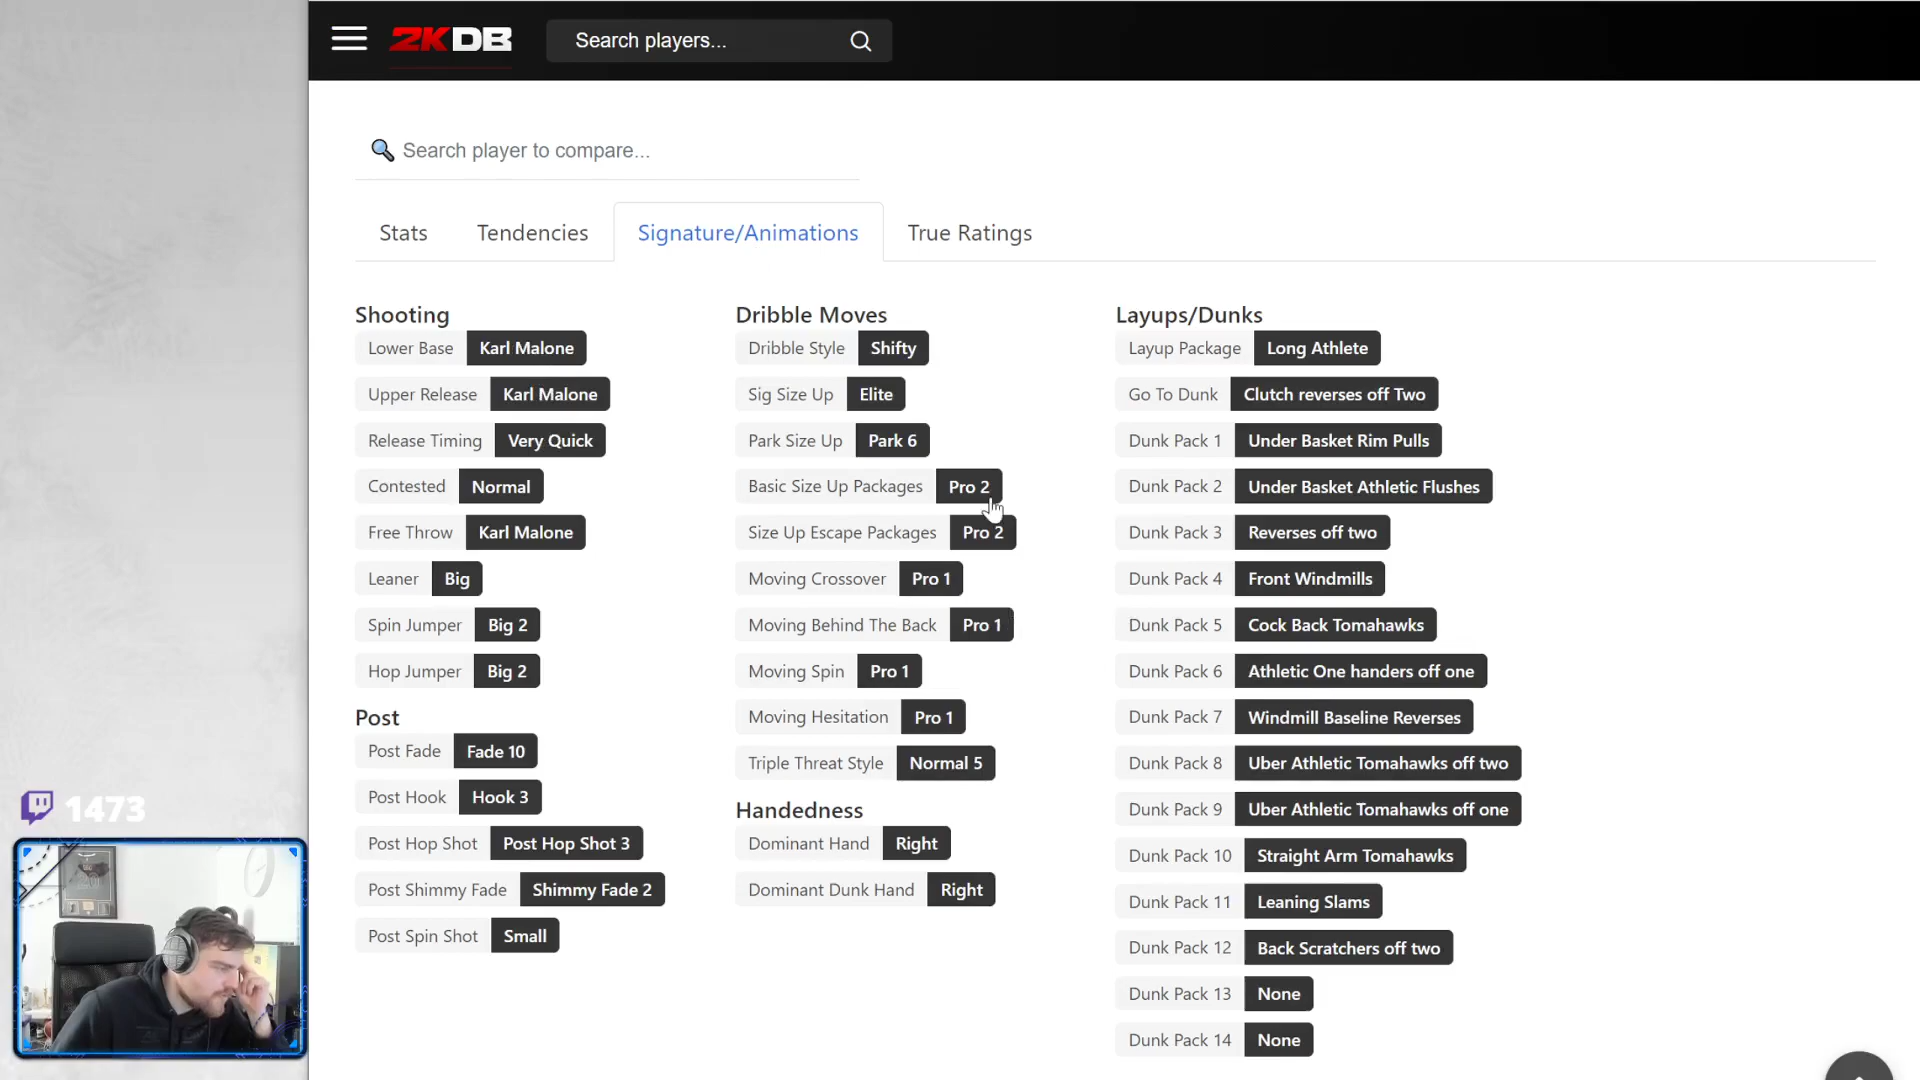 2KDB
Search players...
Search player to compare...
Stats
Tendencies
Signature/Animations
True Ratings
Shooting
Lower Base Karl Malone
Upper Release Karl Malone
Release Timing Very Quick
Contested Normal
Free Throw Karl Malone
Leaner Big
Spin Jumper Big 2
Hop Jumper Big 2
Post
Post Fade Fade 10
Post Hook Hook 3
Post Hop Shot Post Hop Shot 3
Post Shimmy Fade Shimmy Fade 2
Post Spin Shot Small
Dribble Moves
Dribble Style Shifty
Sig Size Up Elite
Park Size Up Park 6
Basic Size Up Packages Pro 2
Size Up Escape Packages Pro 2
Moving Crossover Pro 1
Moving Behind The Back Pro 1
Moving Spin Pro 1
Moving Hesitation Pro 1
Triple Threat Style Normal 5
Handedness
Dominant Hand Right
Dominant Dunk Hand Right
Layups/Dunks
Layup Package Long Athlete
Go To Dunk Clutch reverses off Two
Dunk Pack 1 Under Basket Rim Pulls
Dunk Pack 2 Under Basket Athletic Flushes
Dunk Pack 3 Reverses off two
Dunk Pack 4 Front Windmills
Dunk Pack 5 Cock Back Tomahawks
Dunk Pack 6 Athletic One handers off one
Dunk Pack 7 Windmill Baseline Reverses
Dunk Pack 8 Uber Athletic Tomahawks off two
Dunk Pack 9 Uber Athletic Tomahawks off one
Dunk Pack 10 Straight Arm Tomahawks
Dunk Pack 11 Leaning Slams
Dunk Pack 12 Back Scratchers off two
Dunk Pack 13 None
Dunk Pack 14 None
1473